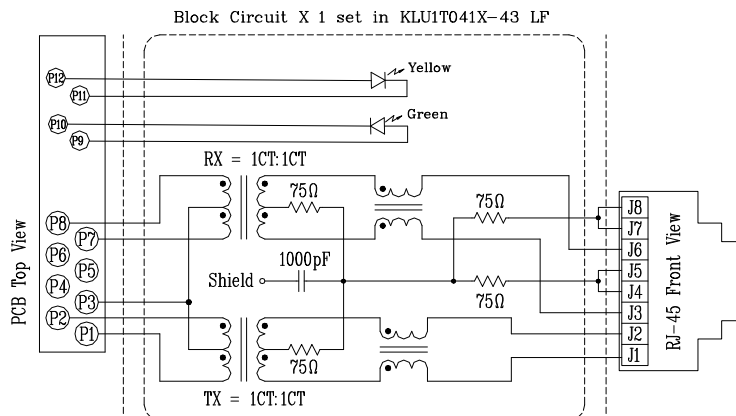 Block Circuit X 1 set in KLU1T041X-43 LF
P12
Yellow
P11
P10
Green
P9
RX = 1CT:1CT
75Ω
75Ω
P8
P7
P6
P5
P4
P3
P2
P1
PCB Top View
1000pF
Shield
75Ω
75Ω
TX = 1CT:1CT
J8
J7
J6
J5
J4
J3
J2
J1
RJ-45 Front View